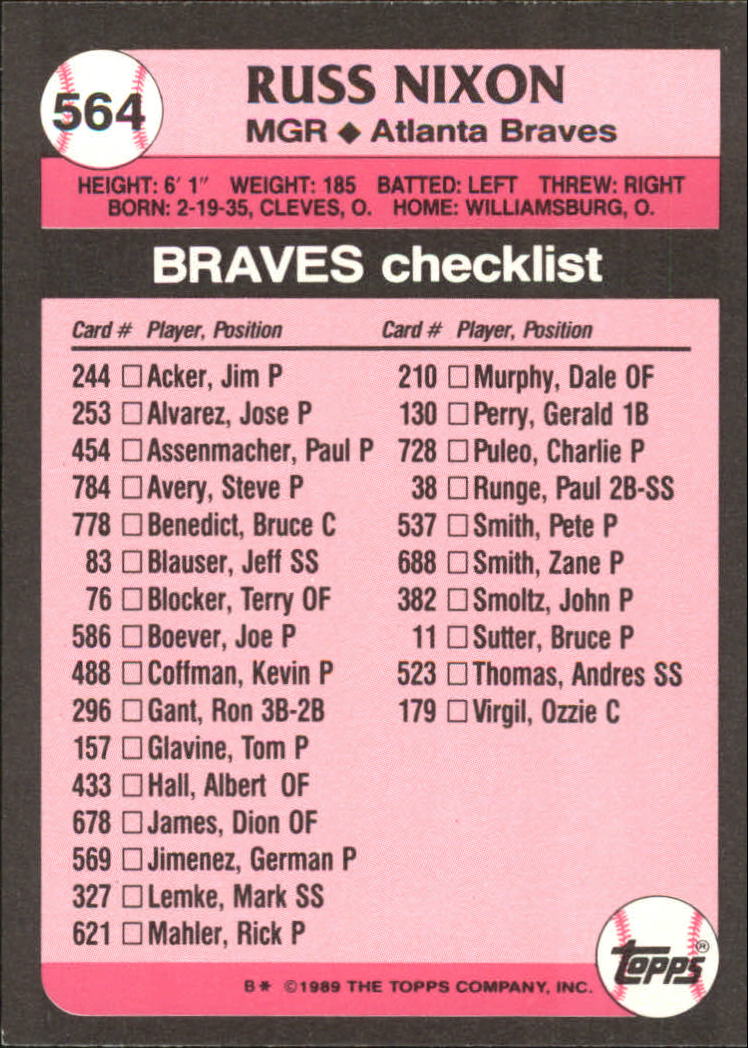 564
RUSS NIXON
MGR ◆ Atlanta Braves
HEIGHT: 6' 1" WEIGHT: 185 BATTED: LEFT THREW: RIGHT
BORN: 2-19-35, CLEVES, O. HOME: WILLIAMSBURG, O.
BRAVES checklist
Card # Player, Position
244 □ Acker, Jim P
253 □ Alvarez, Jose P
454 □ Assenmacher, Paul P
784 □ Avery, Steve P
778 □ Benedict, Bruce C
83 □ Blauser, Jeff SS
76 □ Blocker, Terry OF
586 □ Boever, Joe P
488 □ Coffman, Kevin P
296 □ Gant, Ron 3B-2B
157 □ Glavine, Tom P
433 □ Hall, Albert OF
678 □ James, Dion OF
569 □ Jimenez, German P
327 □ Lemke, Mark SS
621 □ Mahler, Rick P
Card # Player, Position
210 □ Murphy, Dale OF
130 □ Perry, Gerald 1B
728 □ Puleo, Charlie P
38 □ Runge, Paul 2B-SS
537 □ Smith, Pete P
688 □ Smith, Zane P
382 □ Smoltz, John P
11 □ Sutter, Bruce P
523 □ Thomas, Andres SS
179 □ Virgil, Ozzie C
B* ©1989 THE TOPPS COMPANY, INC.
TOPPS®